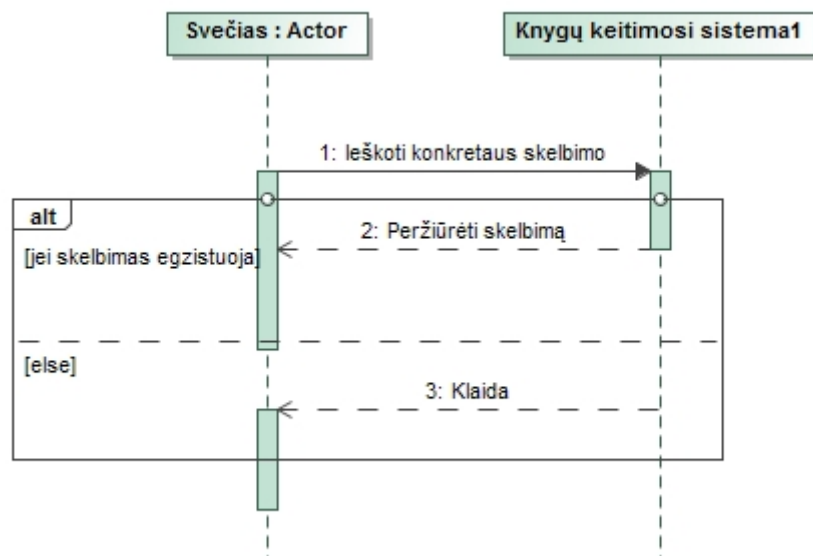 Svečias : Actor
Knygų keitimosi sistema1
1: Ieškoti konkretaus skelbimo
alt
2: Peržiūrėti skelbimą
[jei skelbimas egzistuoja]
[else]
3: Klaida